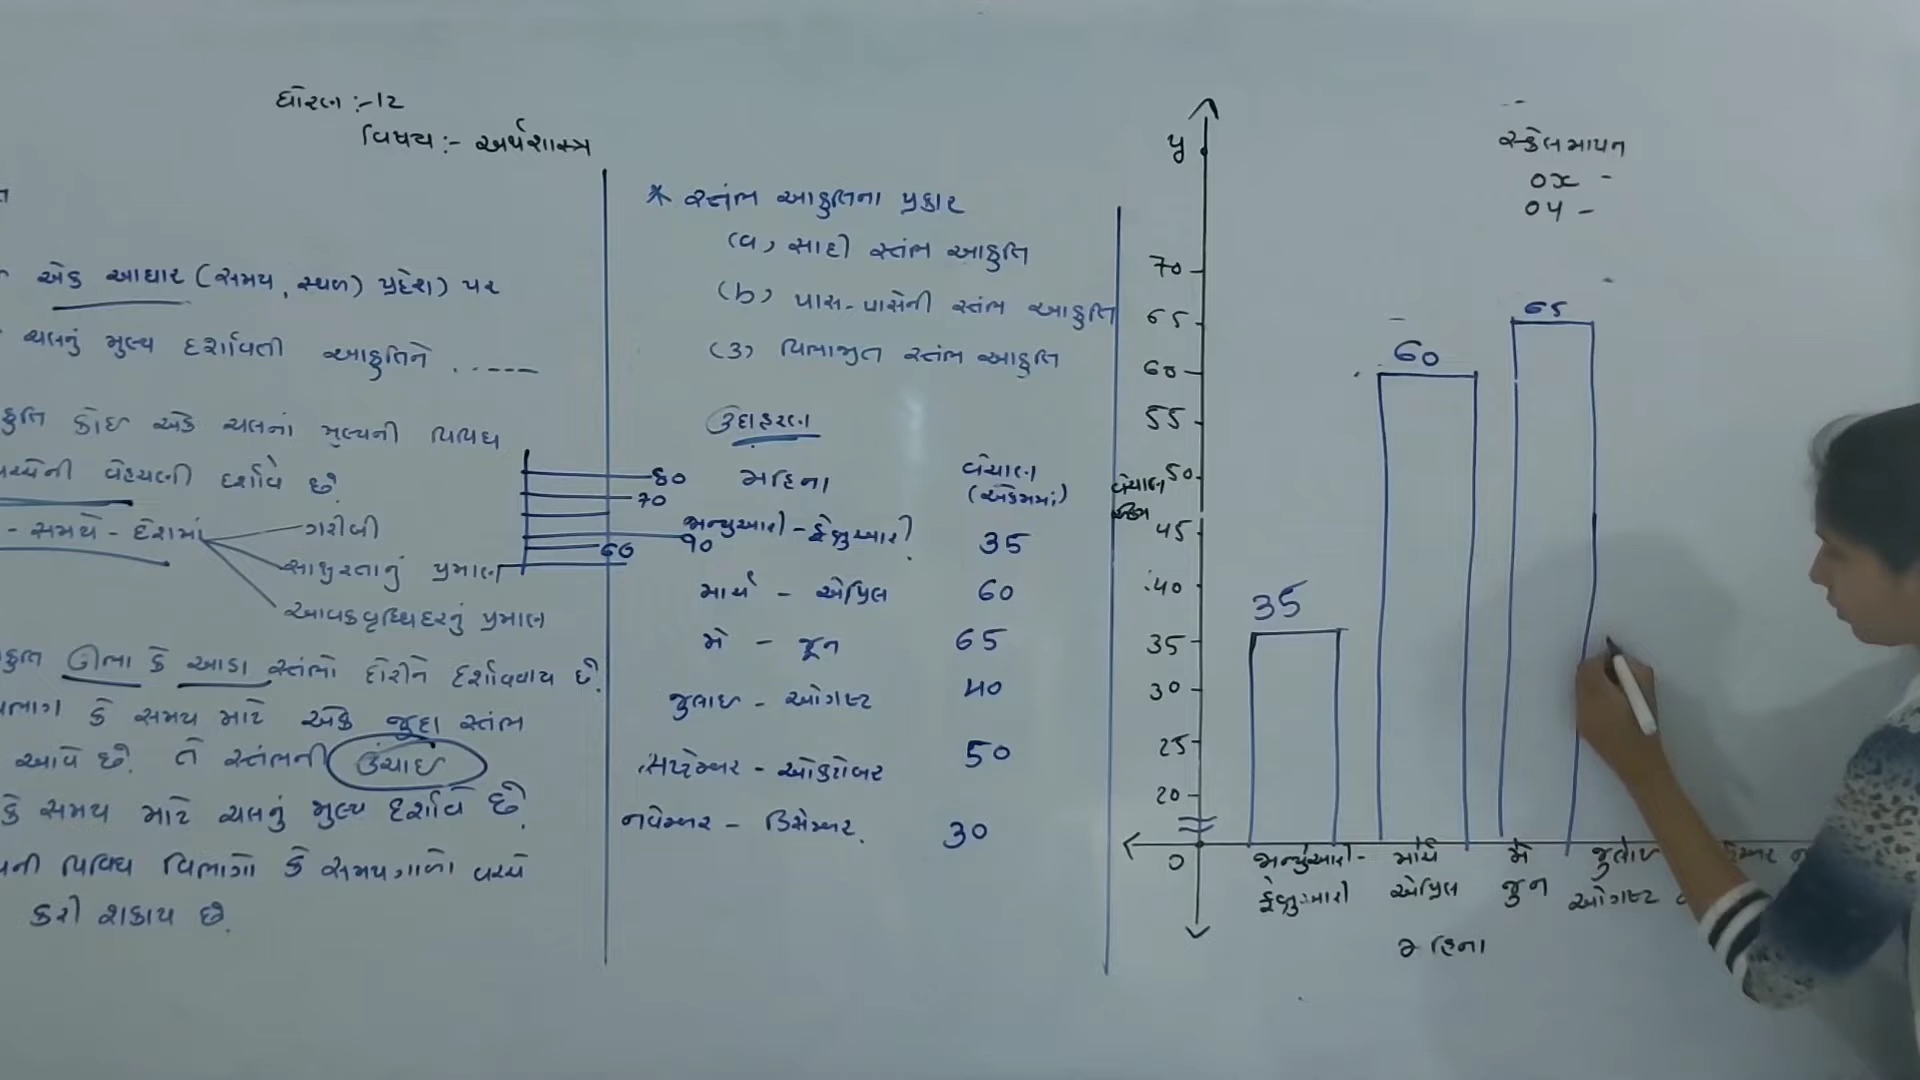 ધોરણ :- 12
વિષય :- અર્થશાસ્ત્ર
એક આધાર (સમય, સ્થળ) પ્રદેશ) પર
ચલનું મુલ્ય દર્શાવતી આકૃતિને .-----
કૃતિ કોઈ એક ચલનાં મુલ્યની વિવિધ
વચ્ચેની વહેચણી દર્શાવે છે.
- સમયે - દેશમાં
ગરીબી
સાક્ષરતાનું પ્રમાણ
આવકવૃધ્ધિદરનું પ્રમાણ
80
70
90
60
કૃતિ ઊભા કે આડા સ્તંભો દોરીને દર્શાવવાય છે.
કે સમય માટે એક જૂદા સ્તંભ
આવે છે. તે સ્તંભની ઉંચાઈ
કે સમય માટે ચલનું મુલ્ય દર્શાવે છે.
વિવિધ વિભાગો કે સમયગાળો વચ્ચે
કરી શકાય છે.
* સ્તંભ આકૃતિના પ્રકાર
(a) સાદી સ્તંભ આકૃતિ
(b) પાસ-પાસેની સ્તંભ આકૃતિ
(3) વિભાજીત સ્તંભ આકૃતિ
ઉદાહરણ
મહિના વેચાણ
(એકમમાં)
જાન્યુઆરી - ફેબ્રુઆરી 35
માર્ચ - એપ્રિલ 60
મે - જૂન 65
જુલાઈ - ઓગષ્ટ 40
સપ્ટેમ્બર - ઓક્ટોબર 50
નવેમ્બર - ડિસેમ્બર. 30
સ્કેલમાપન
ox -
oy -
y
70
65
60
55
50
45
40
35
30
25
20
0
વેચાણ
એકમ
35
60
65
જાન્યુઆરી - માર્ચ મે જુલાઈ
ફેબ્રુઆરી એપ્રિલ જુન ઓગષ્ટ
મહિના